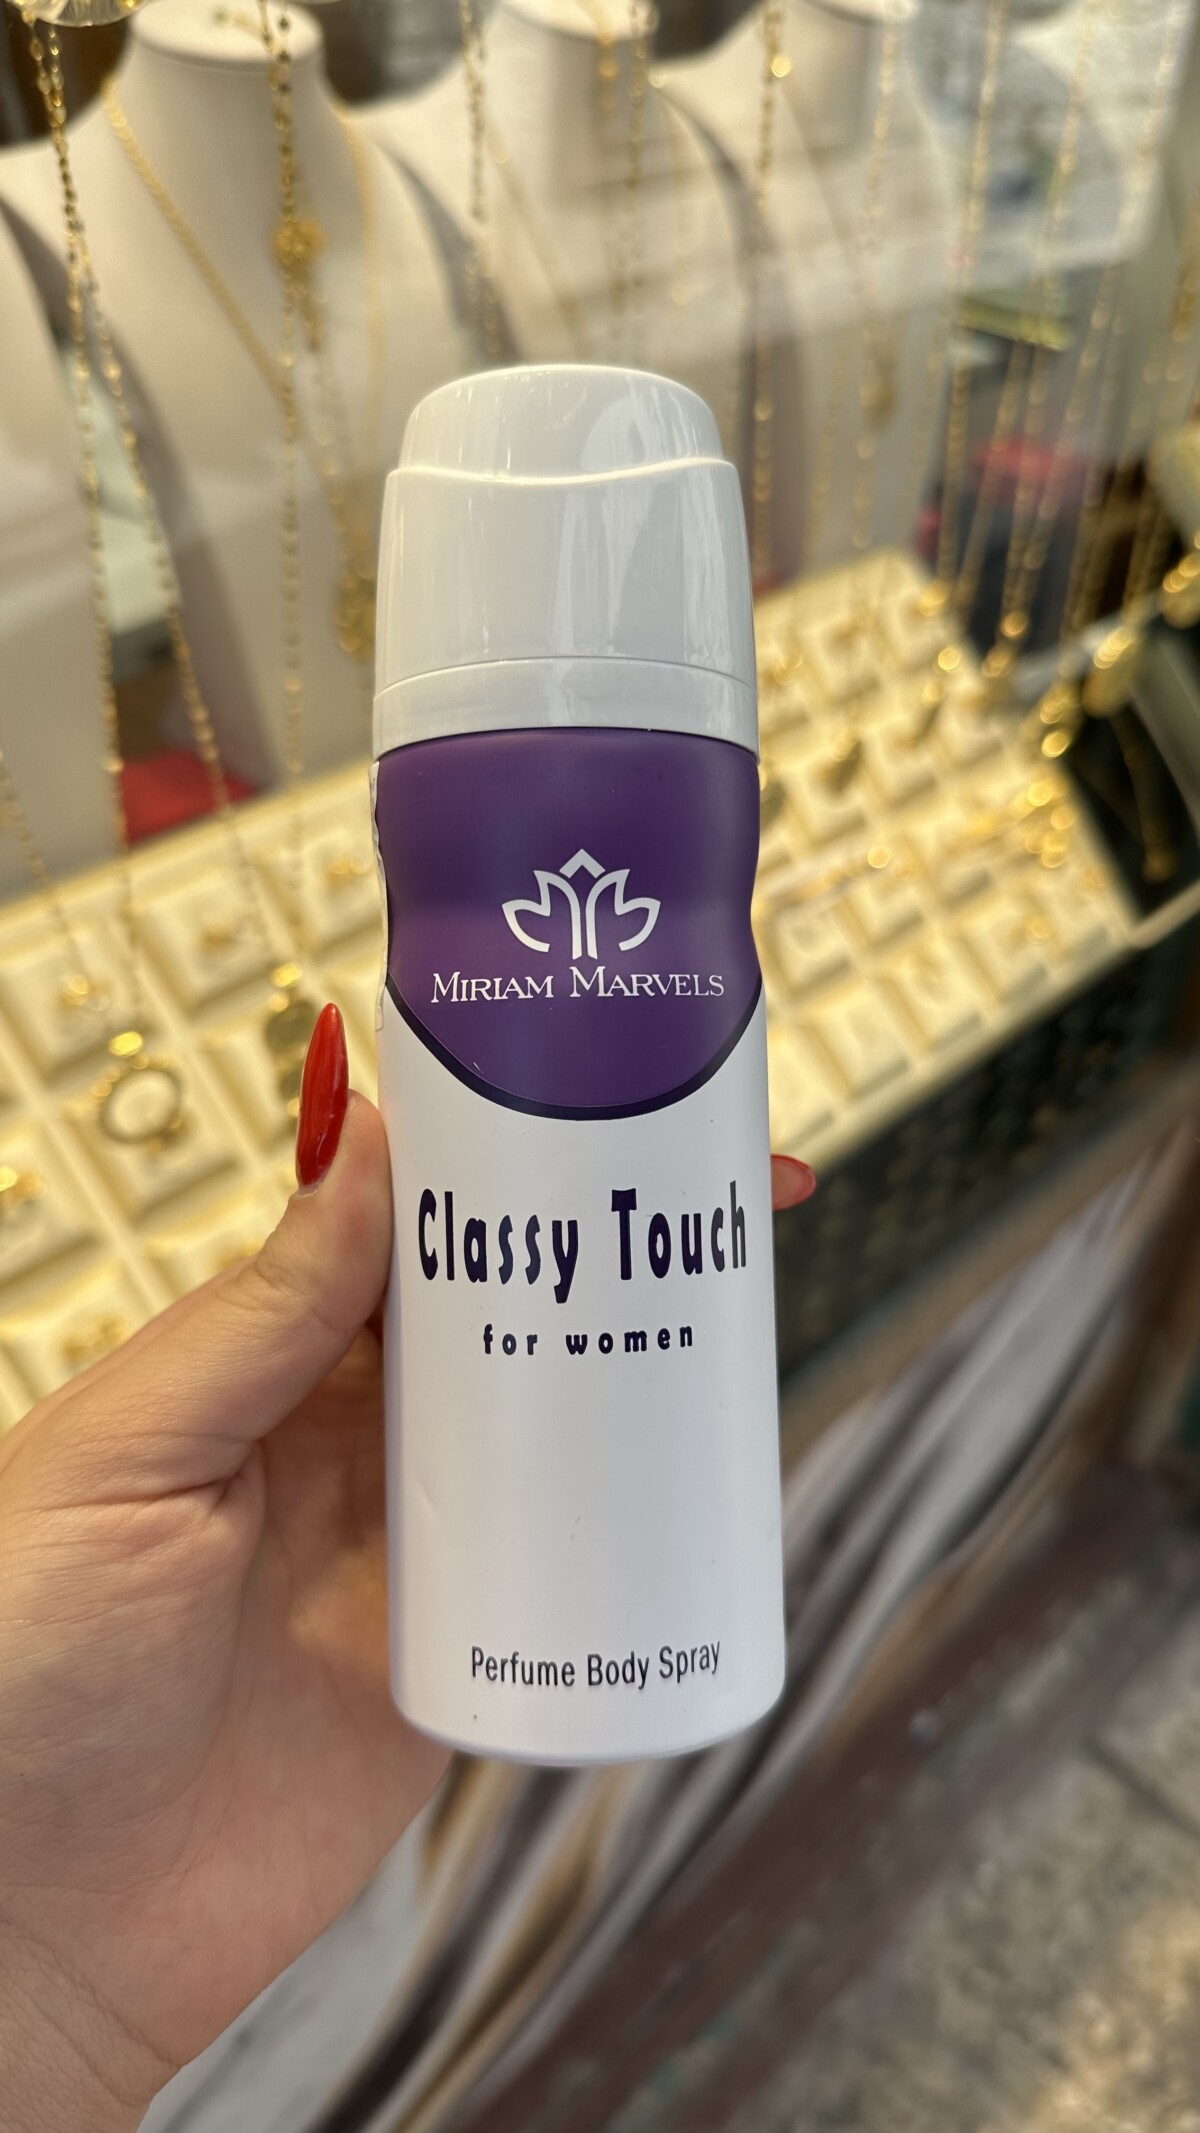 MIRIAM MARVELS
Classy Touch
for women
Perfume Body Spray